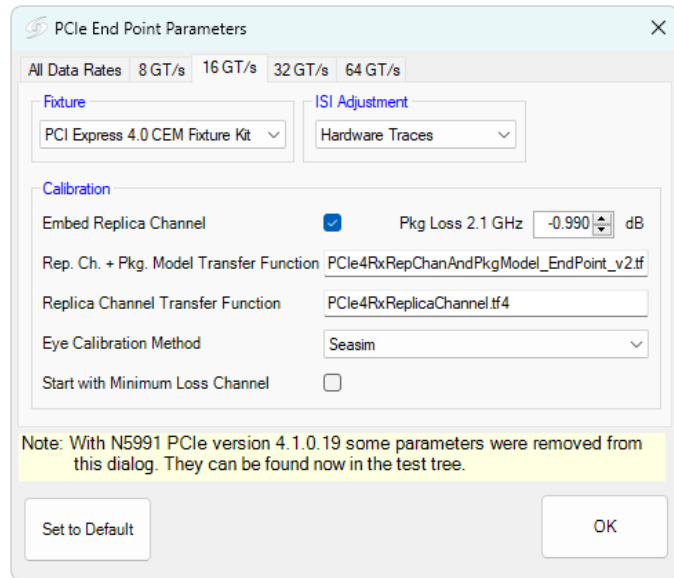 PCIe End Point Parameters
All Data Rates 8 GT/s 16 GT/s 32 GT/s 64 GT/s
Fixture ISI Adjustment
PCI Express 4.0 CEM Fixture Kit Hardware Traces
Calibration
Embed Replica Channel Pkg Loss 2.1 GHz -0.990 dB
Rep. Ch. + Pkg. Model Transfer Function PCIe4RxRepChanAndPkgModel_EndPoint_v2.tf
Replica Channel Transfer Function PCIe4RxReplicaChannel.tf4
Eye Calibration Method Seasim
Start with Minimum Loss Channel
Note: With N5991 PCIe version 4.1.0.19 some parameters were removed from
this dialog. They can be found now in the test tree.
Set to Default OK